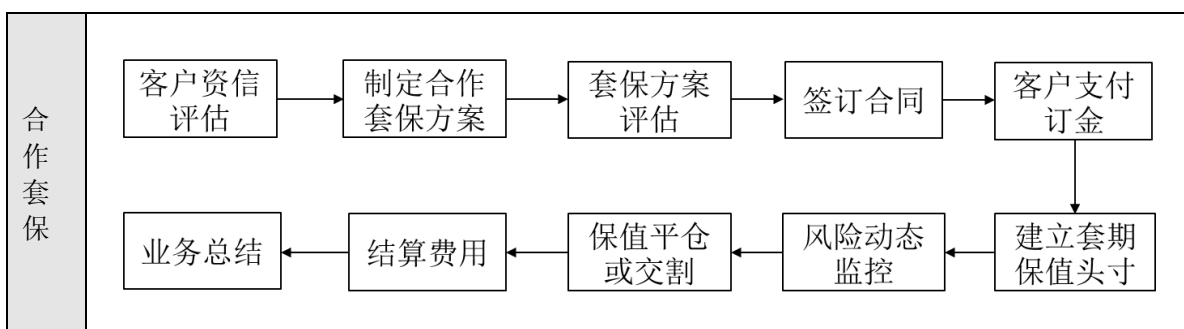 合
作
套
保
客户资信
评估
制定合作
套保方案
套保方案
评估
签订合同
客户支付
订金
建立套期
保值头寸
风险动态
监控
保值平仓
或交割
结算费用
业务总结